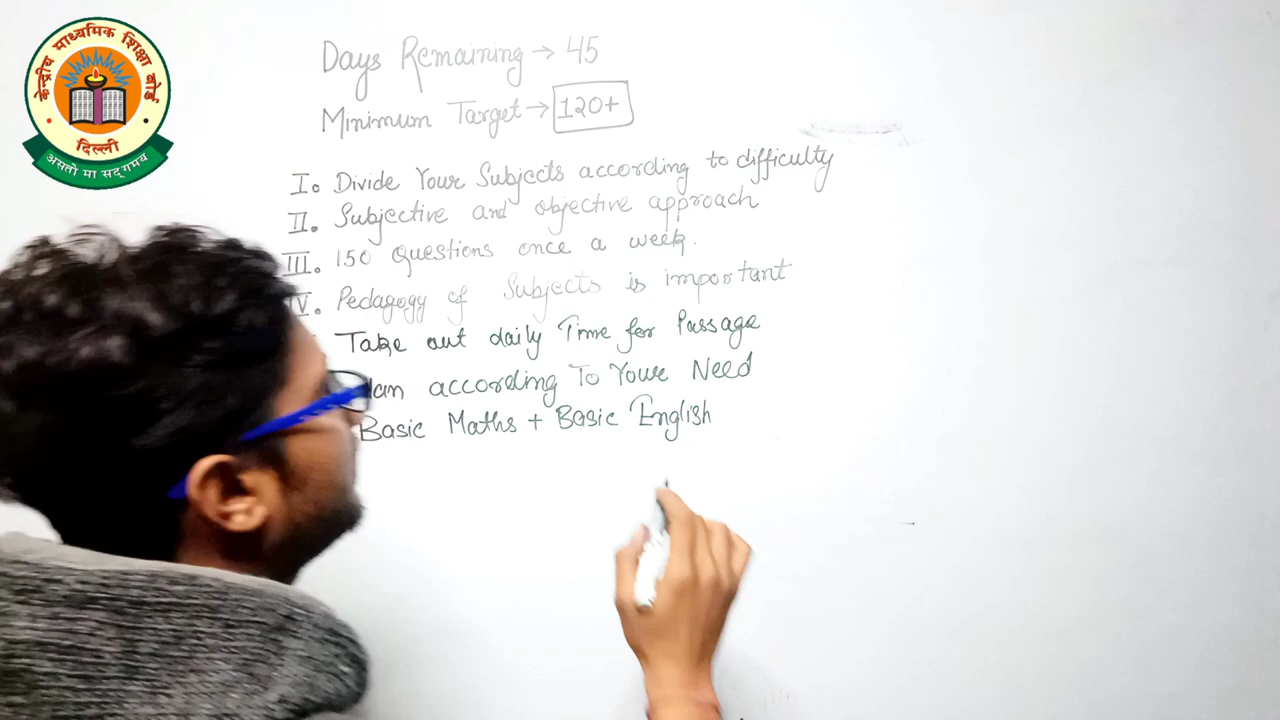 केन्द्रीय माध्यमिक शिक्षा बोर्ड
दिल्ली
असतो मा सद्गमय
Days Remaining → 45
Minimum Target → 120+
I. Divide Your Subjects according to difficulty
II. Subjective and objective approach
III. 150 Questions once a week.
IV. Pedagogy of Subjects is important
Take out daily Time for Passage
according To Your Need
Basic Maths + Basic English